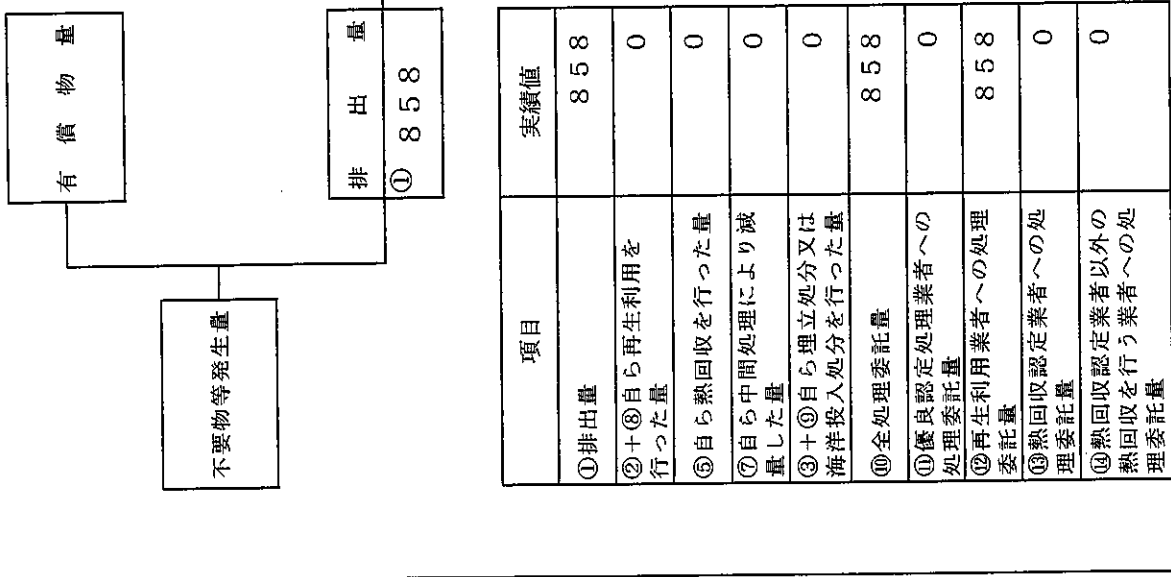 有 償 物 量
不要物等発生量
排 出 量
① 858
項目 実績値
①排出量 858
②+⑧自ら再生利用を
行った量 0
⑤自ら熱回収を行った量 0
⑦自ら中間処理により減
量した量 0
③+⑨自ら埋立処分又は
海洋投入処分を行った量 0
⑩全処理委託量 858
⑪優良認定処理業者への
処理委託量 0
⑫再生利用業者への処理
委託量 858
⑬熱回収認定業者への処
理委託量 0
⑭熱回収認定業者以外の
熱回収を行う業者への処
理委託量 0